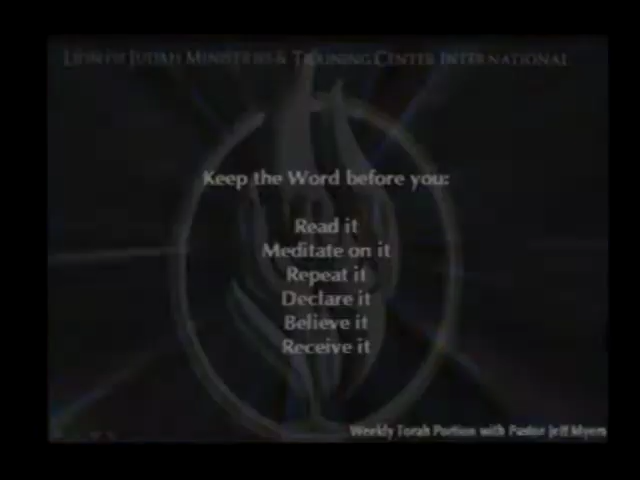 LION OF JUDAH MINISTRIES & TRAINING CENTER INTERNATIONAL
Keep the Word before you:
Read it
Meditate on it
Repeat it
Declare it
Believe it
Receive it
Weekly Torah Portion with Pastor Jeff Myers